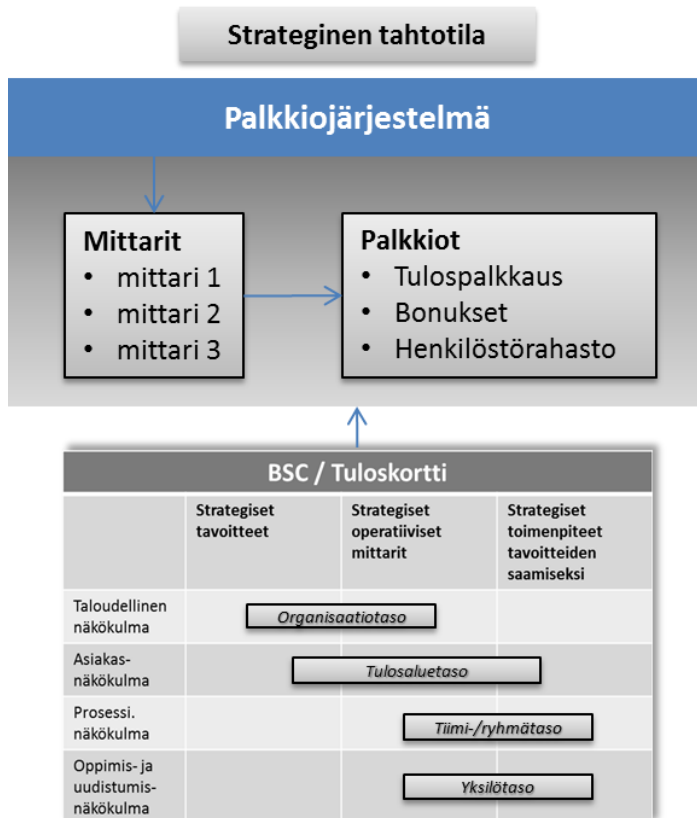 Strateginen tahtotila
Palkkiojärjestelmä
Mittarit
• mittari 1
• mittari 2
• mittari 3
Palkkiot
• Tulospalkkaus
• Bonukset
• Henkilöstörahasto
BSC / Tuloskortti
Strategiset
tavoitteet
Strategiset
operatiiviset
mittarit
Strategiset
toimenpiteet
tavoitteiden
saamiseksi
Taloudellinen
näkökulma
Organisaatiotaso
Asiakas-
näkökulma
Tulosaluetaso
Prosessi.
näkökulma
Tiimi-/ryhmätaso
Oppimis- ja
uudistumis-
näkökulma
Yksilötaso